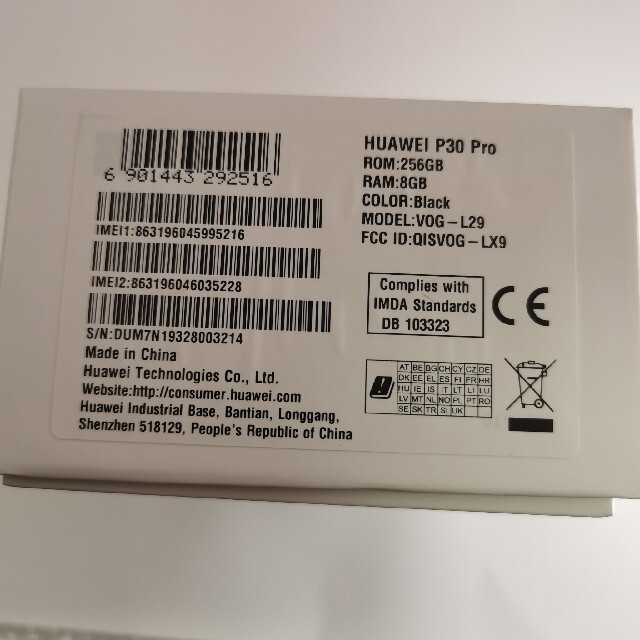 6 901443 292516
IMEI1:863196045995216
IMEI2:863196046035228
S/N:DUM7N19328003214
Made in China
Huawei Technologies Co., Ltd.
Website:http://consumer.huawei.com
Huawei Industrial Base, Bantian, Longgang,
Shenzhen 518129, People's Republic of China
HUAWEI P30 Pro
ROM:256GB
RAM:8GB
COLOR:Black
MODEL:VOG-L29
FCC ID:QISVOG-LX9
Complies with
IMDA Standards
DB 103323
CE
AT BE BG CH CY CZ DE
DK EE EL ES FI FR HR
HU IE IS IT LT LI LU
LV MT NL NO PL PT RO
SE SK TR SI UK